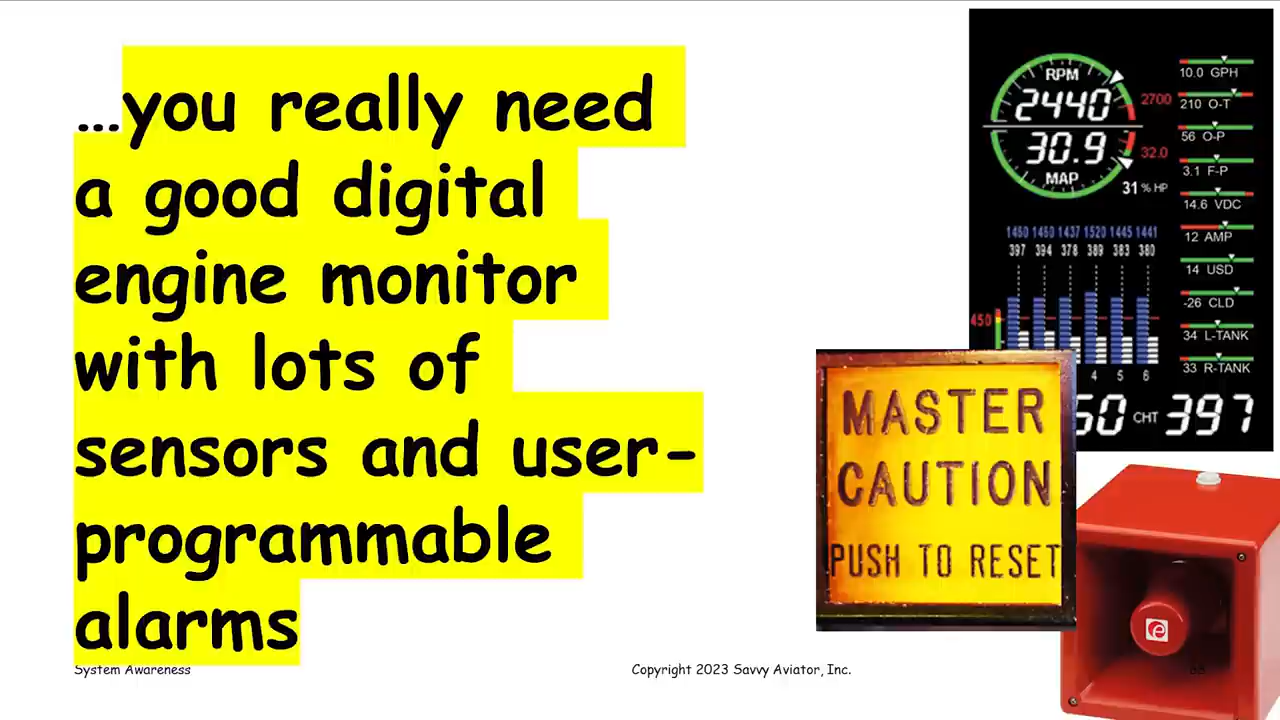 …you really need
a good digital
engine monitor
with lots of
sensors and user-
programmable
alarms
RPM
2440
2700
30.9
32.0
MAP
31 % HP
10.0 GPH
210 O-T
56 O-P
3.1 F-P
14.6 VDC
12 AMP
14 USD
-26 CLD
34 L-TANK
33 R-TANK
1460 1460 1437 1520 1445 1441
397 394 378 389 383 380
450
4 5 6
60 CHT 397
MASTER
CAUTION
PUSH TO RESET
e
System Awareness
Copyright 2023 Savvy Aviator, Inc.